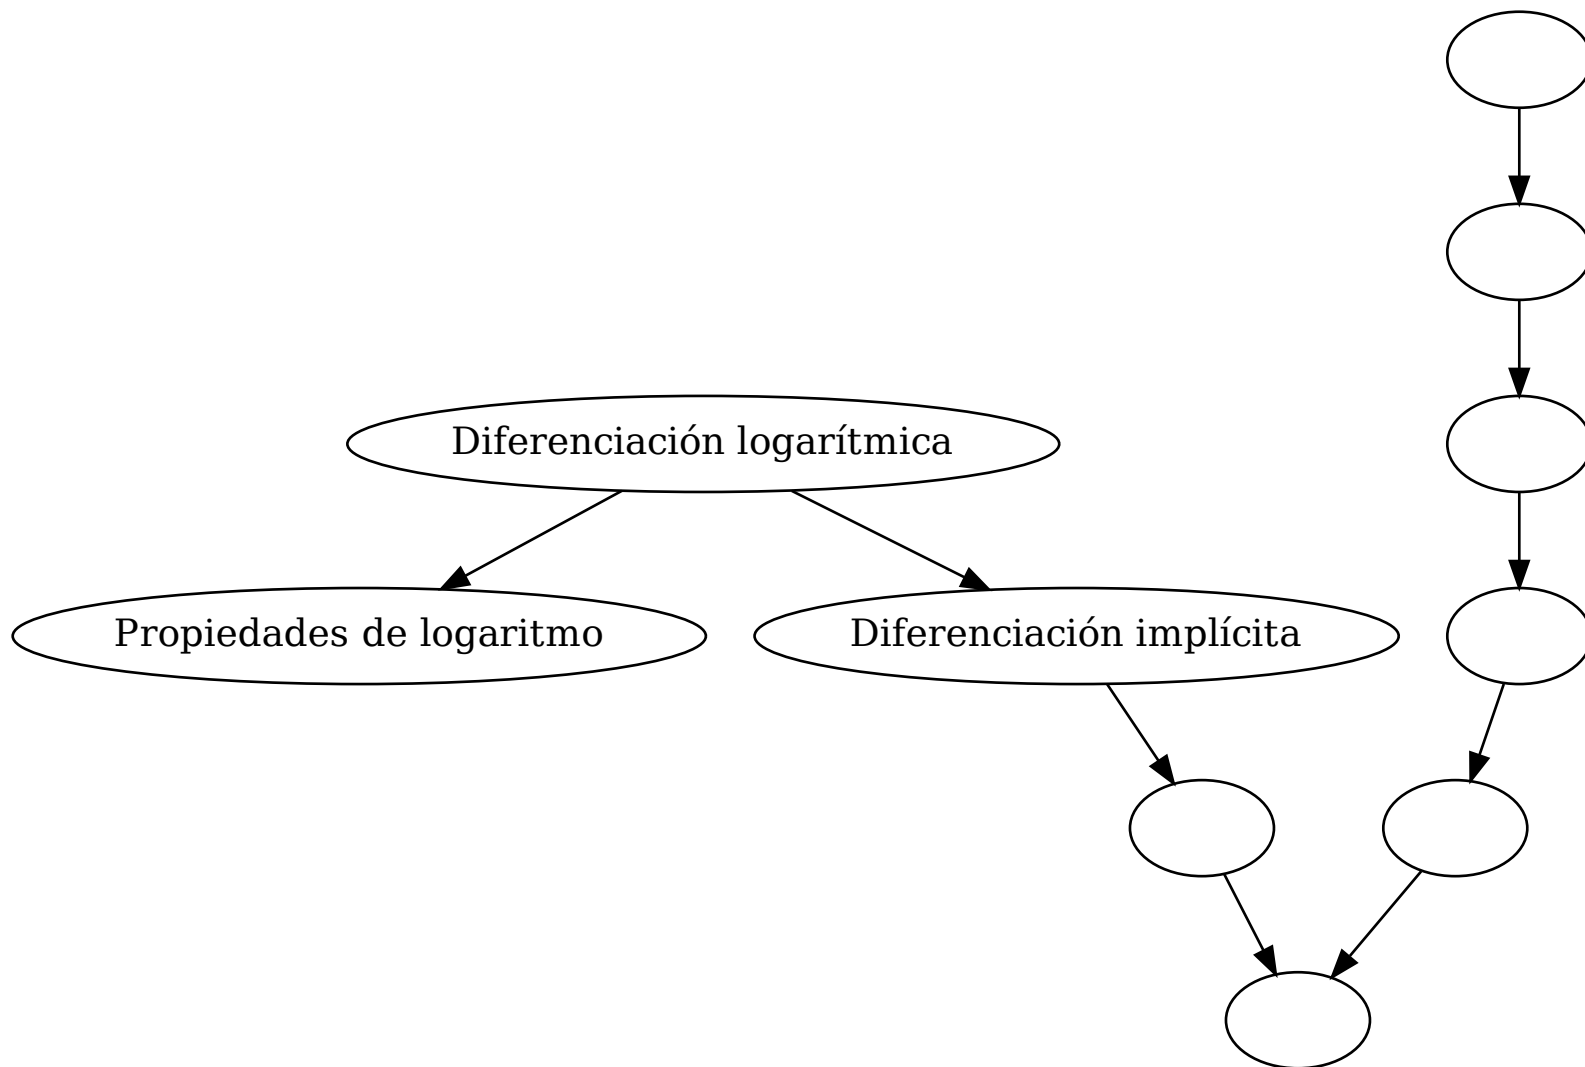 Diferenciación logarítmica
Propiedades de logaritmo
Diferenciación implícita